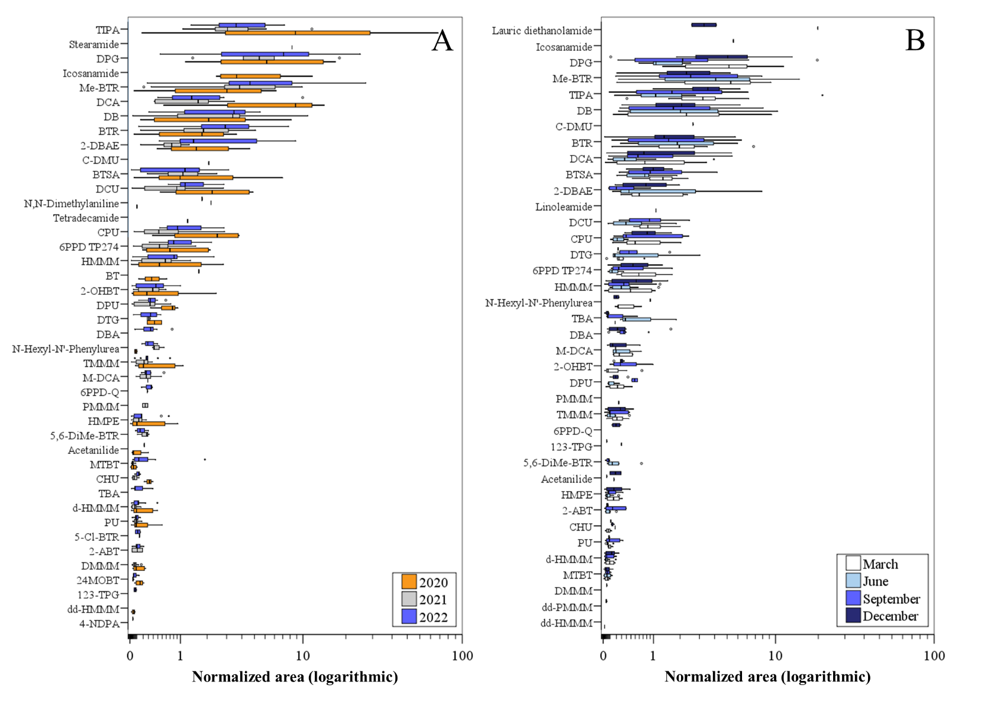 A
TIPA
Stearamide
DPG
Icosanamide
Me-BTR
DCA
DB
BTR
2-DBAE
C-DMU
BTSA
DCU
N,N-Dimethylaniline
Tetradecamide
CPU
6PPD TP274
HMMM
BT
2-OHBT
DPU
DTG
DBA
N-Hexyl-N'-Phenylurea
TMMM
M-DCA
6PPD-Q
PMMM
HMPE
5,6-DiMe-BTR
Acetanilide
MTBT
CHU
TBA
d-HMMM
PU
5-Cl-BTR
2-ABT
DMMM
24MOBT
123-TPG
dd-HMMM
4-NDPA
2020
2021
2022
0 1 10 100
Normalized area (logarithmic)
B
Lauric diethanolamide
Icosanamide
DPG
Me-BTR
TIPA
DB
C-DMU
BTR
DCA
BTSA
2-DBAE
Linoleamide
DCU
CPU
DTG
6PPD TP274
HMMM
N-Hexyl-N'-Phenylurea
TBA
DBA
M-DCA
2-OHBT
DPU
PMMM
TMMM
6PPD-Q
123-TPG
5,6-DiMe-BTR
Acetanilide
HMPE
2-ABT
CHU
PU
d-HMMM
MTBT
DMMM
dd-PMMM
dd-HMMM
March
June
September
December
0 1 10 100
Normalized area (logarithmic)